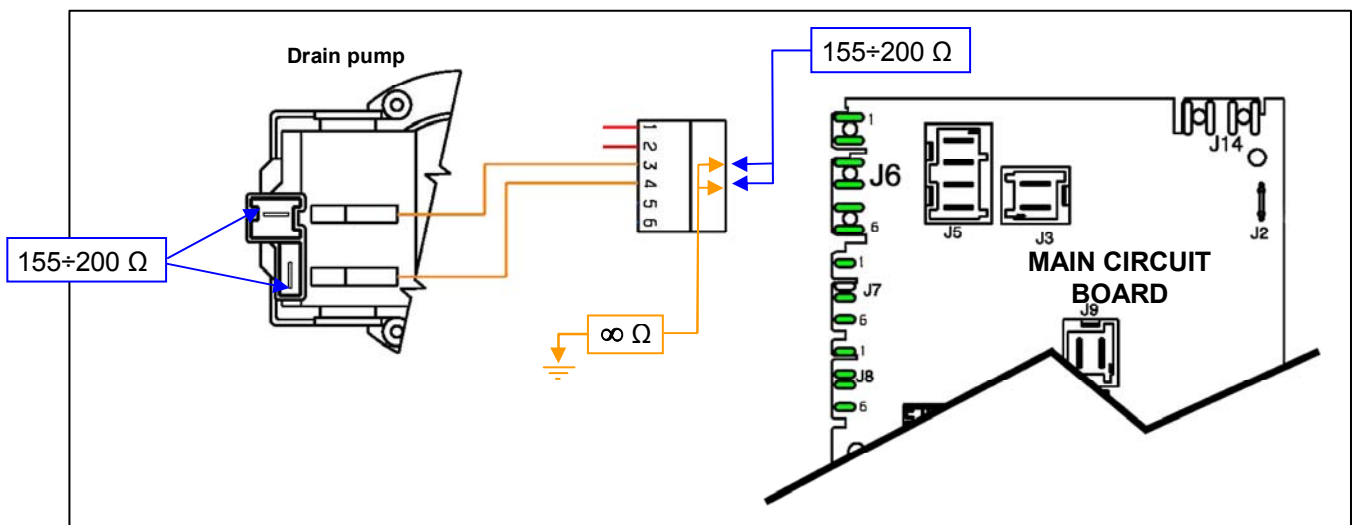 Drain pump
155÷200 Ω
155÷200 Ω
1
2
3
4
5
6
∞ Ω
1
J6
6
1
J7
6
1
J8
6
J5
J3
J14
J2
MAIN CIRCUIT
BOARD
J9